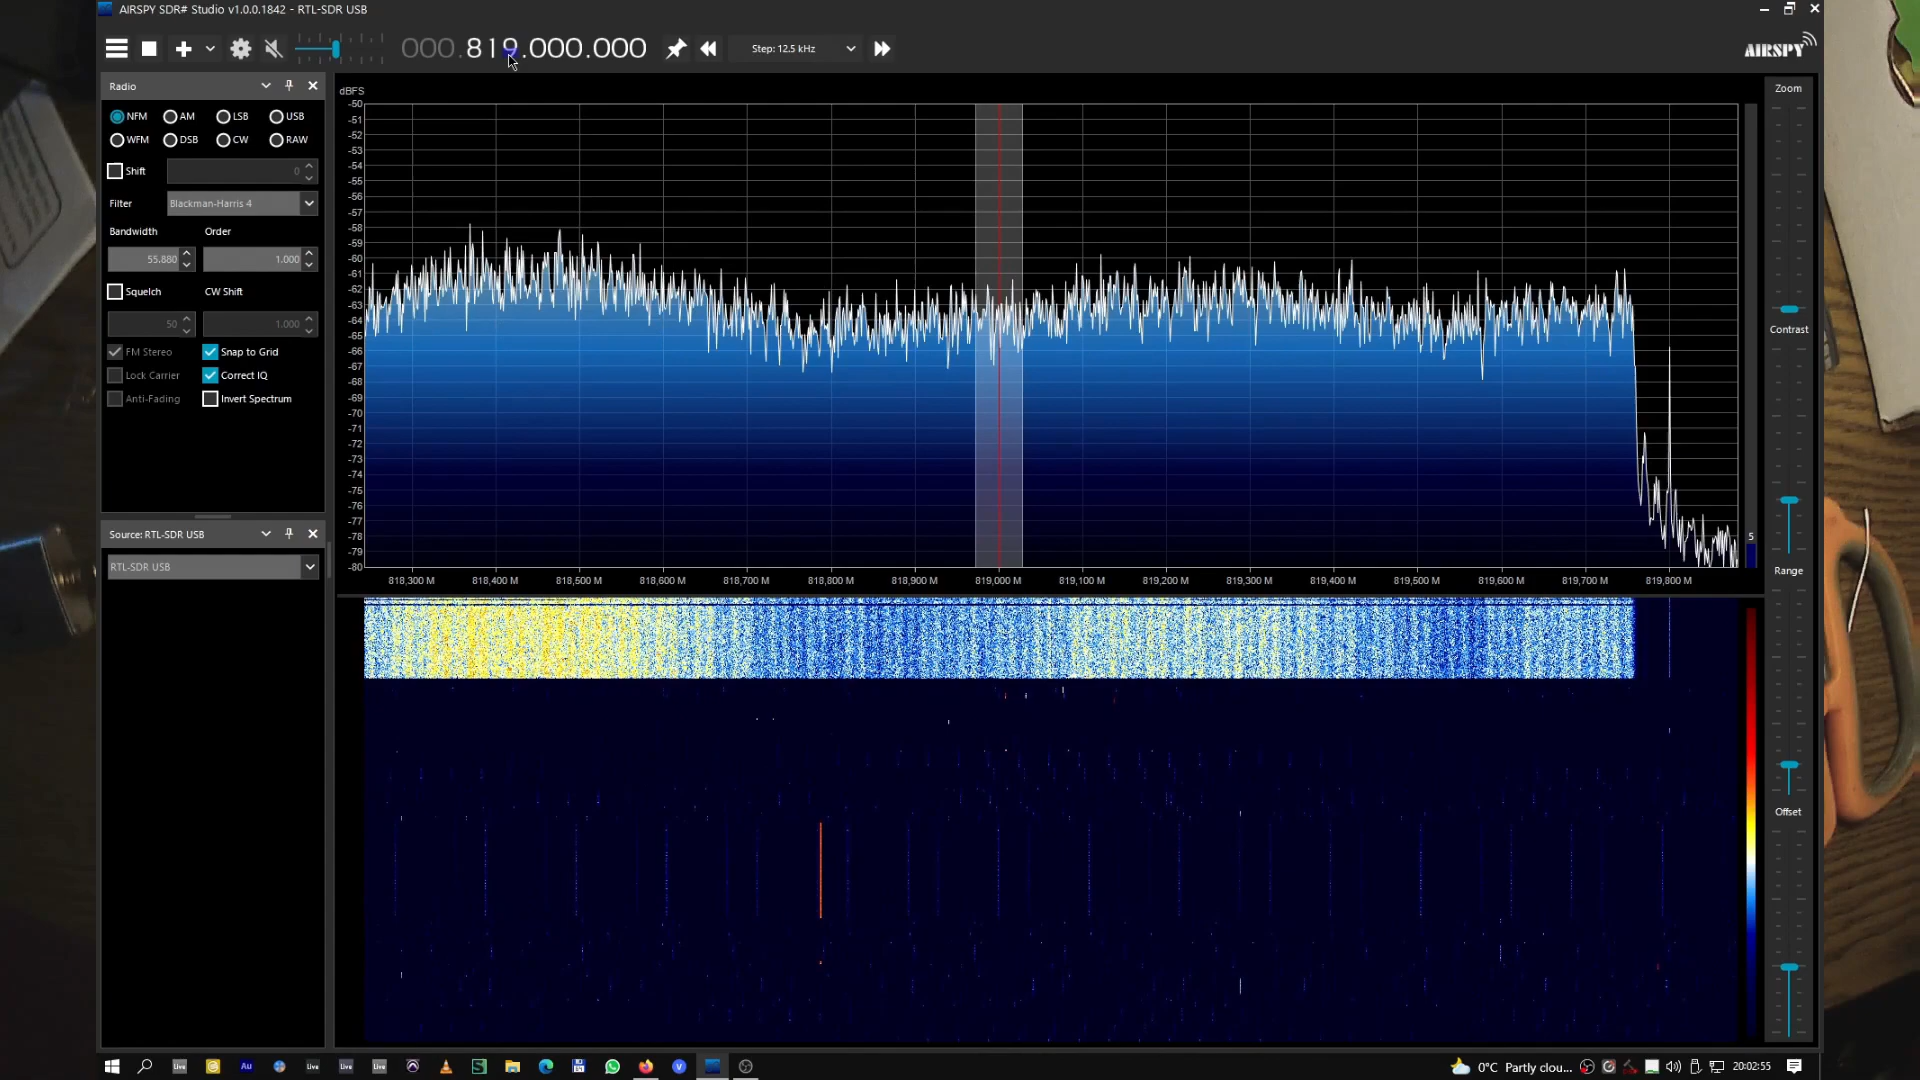 AIRSPY SDR# Studio v1.0.0.1842 - RTL-SDR USB
000.819.000.000
Step: 12.5 kHz
AIRSPY
Radio
NFM AM LSB USB
WFM DSB CW RAW
Shift 0
Filter Blackman-Harris 4
Bandwidth Order
55.880 1.000
Squelch CW Shift
50 1.000
FM Stereo Snap to Grid
Lock Carrier Correct IQ
Anti-Fading Invert Spectrum
Source: RTL-SDR USB
RTL-SDR USB
dBFS
-50
-51
-52
-53
-54
-55
-56
-57
-58
-59
-60
-61
-62
-63
-64
-65
-66
-67
-68
-69
-70
-71
-72
-73
-74
-75
-76
-77
-78
-79
-80
818,300 M 818,400 M 818,500 M 818,600 M 818,700 M 818,800 M 818,900 M 819,000 M 819,100 M 819,200 M 819,300 M 819,400 M 819,500 M 819,600 M 819,700 M 819,800 M
5
Zoom
Contrast
Range
Offset
Live Au Live Live Live
0°C Partly clou...
20:02:55